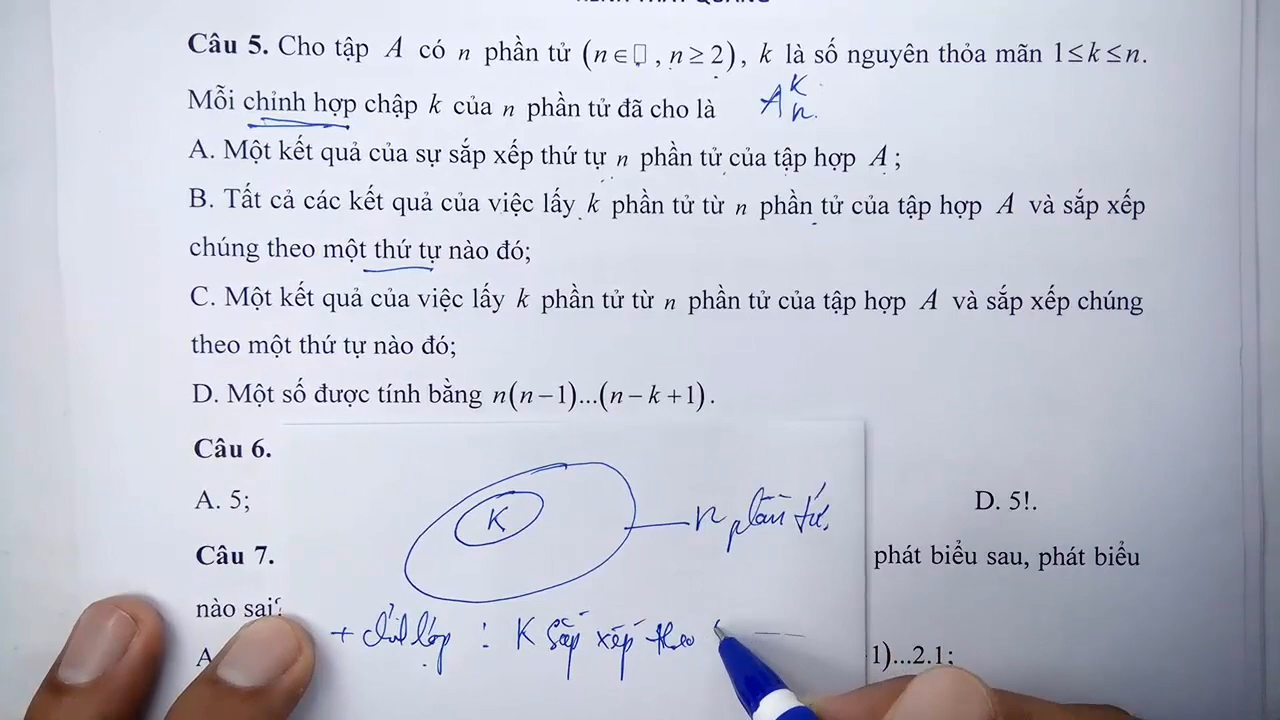 Câu 5. Cho tập A có n phần tử (n ∈ □, n ≥ 2), k là số nguyên thỏa mãn 1 ≤ k ≤ n.
Mỗi chỉnh hợp chập k của n phần tử đã cho là A_n^k.
A. Một kết quả của sự sắp xếp thứ tự n phần tử của tập hợp A;
B. Tất cả các kết quả của việc lấy k phần tử từ n phần tử của tập hợp A và sắp xếp
chúng theo một thứ tự nào đó;
C. Một kết quả của việc lấy k phần tử từ n phần tử của tập hợp A và sắp xếp chúng
theo một thứ tự nào đó;
D. Một số được tính bằng n(n−1)...(n−k+1).
Câu 6.
A. 5; D. 5!.
K n phần tử
Câu 7. phát biểu sau, phát biểu
nào sai?
+ chỉnh hợp : K sắp xếp theo
A 1)...2.1;